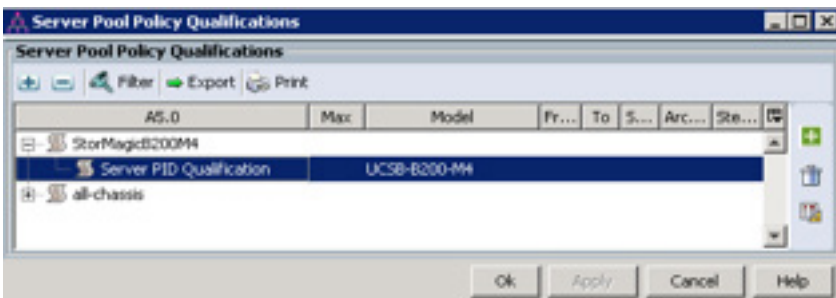 Server Pool Policy Qualifications
Server Pool Policy Qualifications
Filter Export Print
A5.0 Max Model Fr... To S... Arc... Ste...
StorMagicB200M4
Server PID Qualification UCSB-B200-M4
all-chassis
Ok Apply Cancel Help